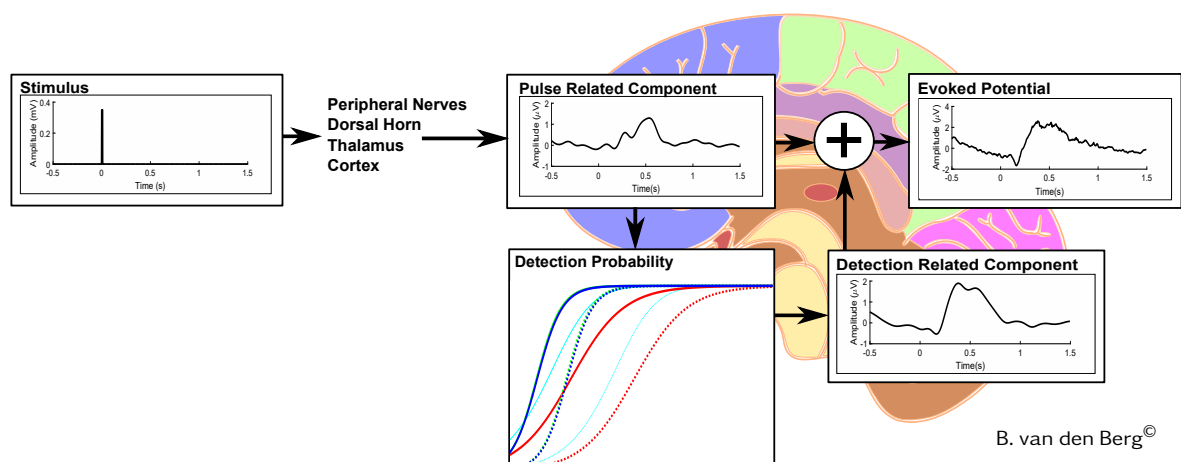 Stimulus
Amplitude (mV)
0.4
0.2
0
-0.5 0 0.5 1 1.5
Time (s)
Peripheral Nerves
Dorsal Horn
Thalamus
Cortex
Pulse Related Component
Amplitude (μV)
2
1
0
-1
-0.5 0 0.5 1 1.5
Time(s)
+
Evoked Potential
Amplitude (μV)
4
2
0
-2
-0.5 0 0.5 1 1.5
Time(s)
Detection Probability
Detection Related Component
Amplitude (μV)
2
1
0
-1
-0.5 0 0.5 1 1.5
Time(s)
B. van den Berg©